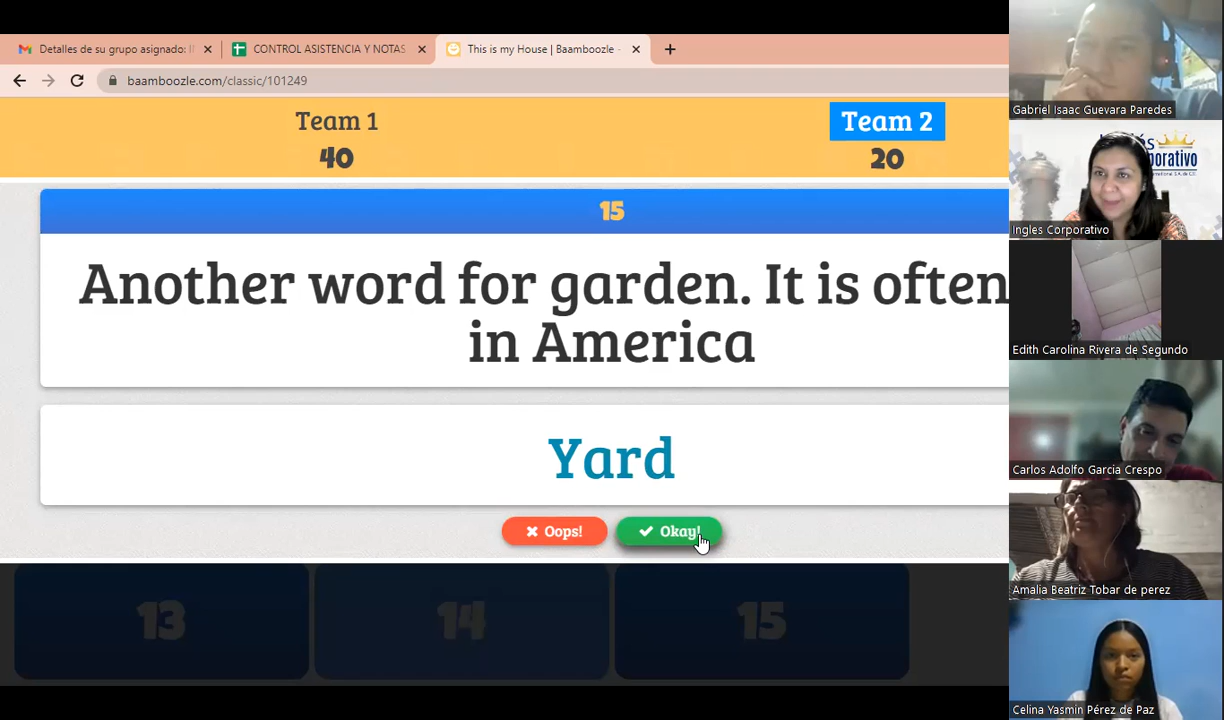 Detalles de su grupo asignado: I
CONTROL ASISTENCIA Y NOTAS
This is my House | Baamboozle -
baamboozle.com/classic/101249
Team 1
40
Team 2
20
15
Another word for garden. It is often
in America
Yard
Oops!
Okay!
13
14
15
Gabriel Isaac Guevara Paredes
Ingles Corporativo
Edith Carolina Rivera de Segundo
Carlos Adolfo Garcia Crespo
Amalia Beatriz Tobar de perez
Celina Yasmin Pérez de Paz